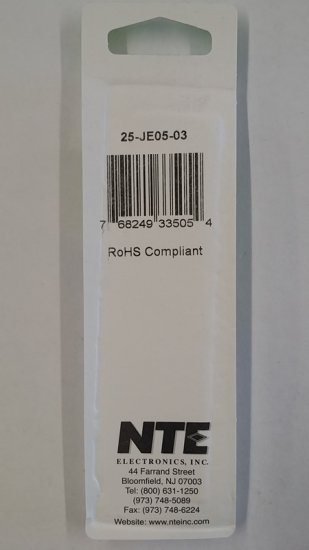 25-JE05-03
7 68249 33505 4
RoHS Compliant
NTE
ELECTRONICS, INC.
44 Farrand Street
Bloomfield, NJ 07003
Tel: (800) 631-1250
(973) 748-5089
Fax: (973) 748-6224
Website: www.nteinc.com